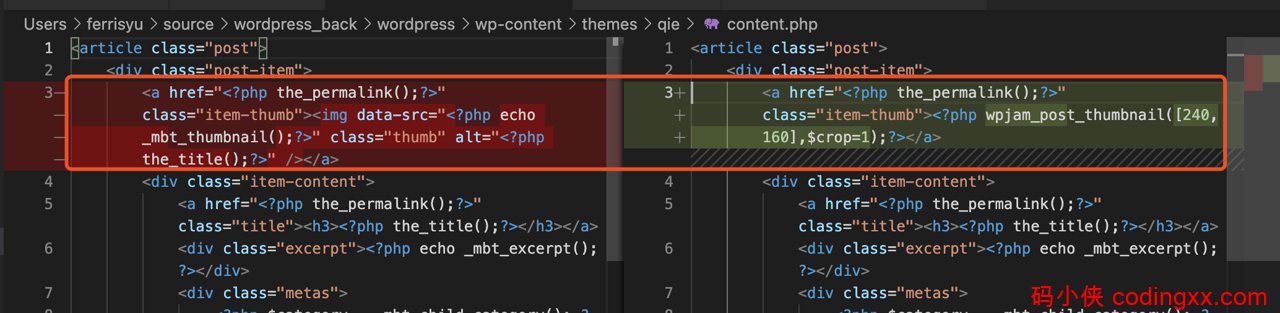 Users > ferrisyu > source > wordpress_back > wordpress > wp-content > themes > qie > content.php
1 <article class="post">
2 <div class="post-item">
3— <a href="<?php the_permalink();?>"
— class="item-thumb"><img data-src="<?php echo
— _mbt_thumbnail();?>" class="thumb" alt="<?php
— the_title();?>" /></a>
4 <div class="item-content">
5 <a href="<?php the_permalink();?>"
class="title"><h3><?php the_title();?></h3></a>
6 <div class="excerpt"><?php echo _mbt_excerpt();
?></div>
7 <div class="metas">
1 <article class="post">
2 <div class="post-item">
3+ <a href="<?php the_permalink();?>"
+ class="item-thumb"><?php wpjam_post_thumbnail([240,
+ 160],$crop=1);?></a>
4 <div class="item-content">
5 <a href="<?php the_permalink();?>"
class="title"><h3><?php the_title();?></h3></a>
6 <div class="excerpt"><?php echo _mbt_excerpt();
?></div>
7 <div class="metas">
码小侠 codingxx.com